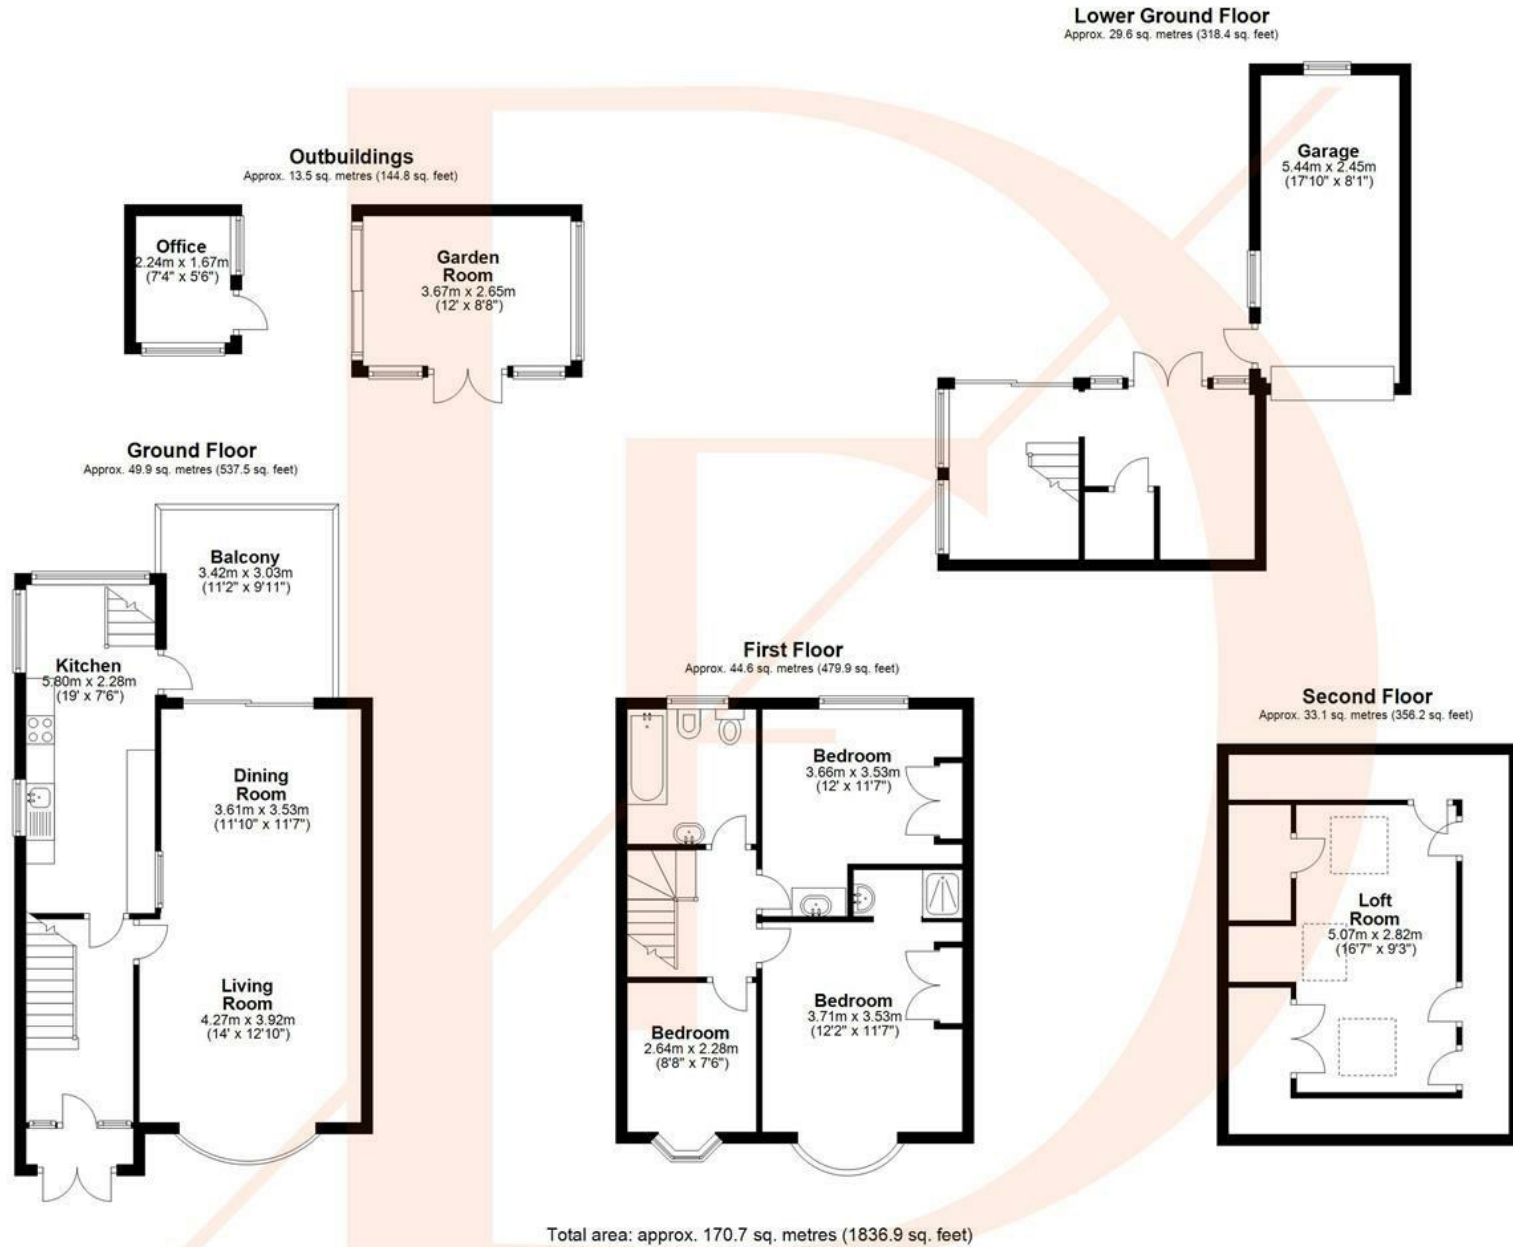 Lower Ground Floor
Approx. 29.6 sq. metres (318.4 sq. feet)
Garage
5.44m x 2.45m
(17'10" x 8'1")
Outbuildings
Approx. 13.5 sq. metres (144.8 sq. feet)
Office
2.24m x 1.67m
(7'4" x 5'6")
Garden
Room
3.67m x 2.65m
(12' x 8'8")
Ground Floor
Approx. 49.9 sq. metres (537.5 sq. feet)
Balcony
3.42m x 3.03m
(11'2" x 9'11")
Kitchen
5.80m x 2.28m
(19' x 7'6")
Dining
Room
3.61m x 3.53m
(11'10" x 11'7")
Living
Room
4.27m x 3.92m
(14' x 12'10")
First Floor
Approx. 44.6 sq. metres (479.9 sq. feet)
Bedroom
3.66m x 3.53m
(12' x 11'7")
Bedroom
3.71m x 3.53m
(12'2" x 11'7")
Bedroom
2.64m x 2.28m
(8'8" x 7'6")
Second Floor
Approx. 33.1 sq. metres (356.2 sq. feet)
Loft
Room
5.07m x 2.82m
(16'7" x 9'3")
Total area: approx. 170.7 sq. metres (1836.9 sq. feet)